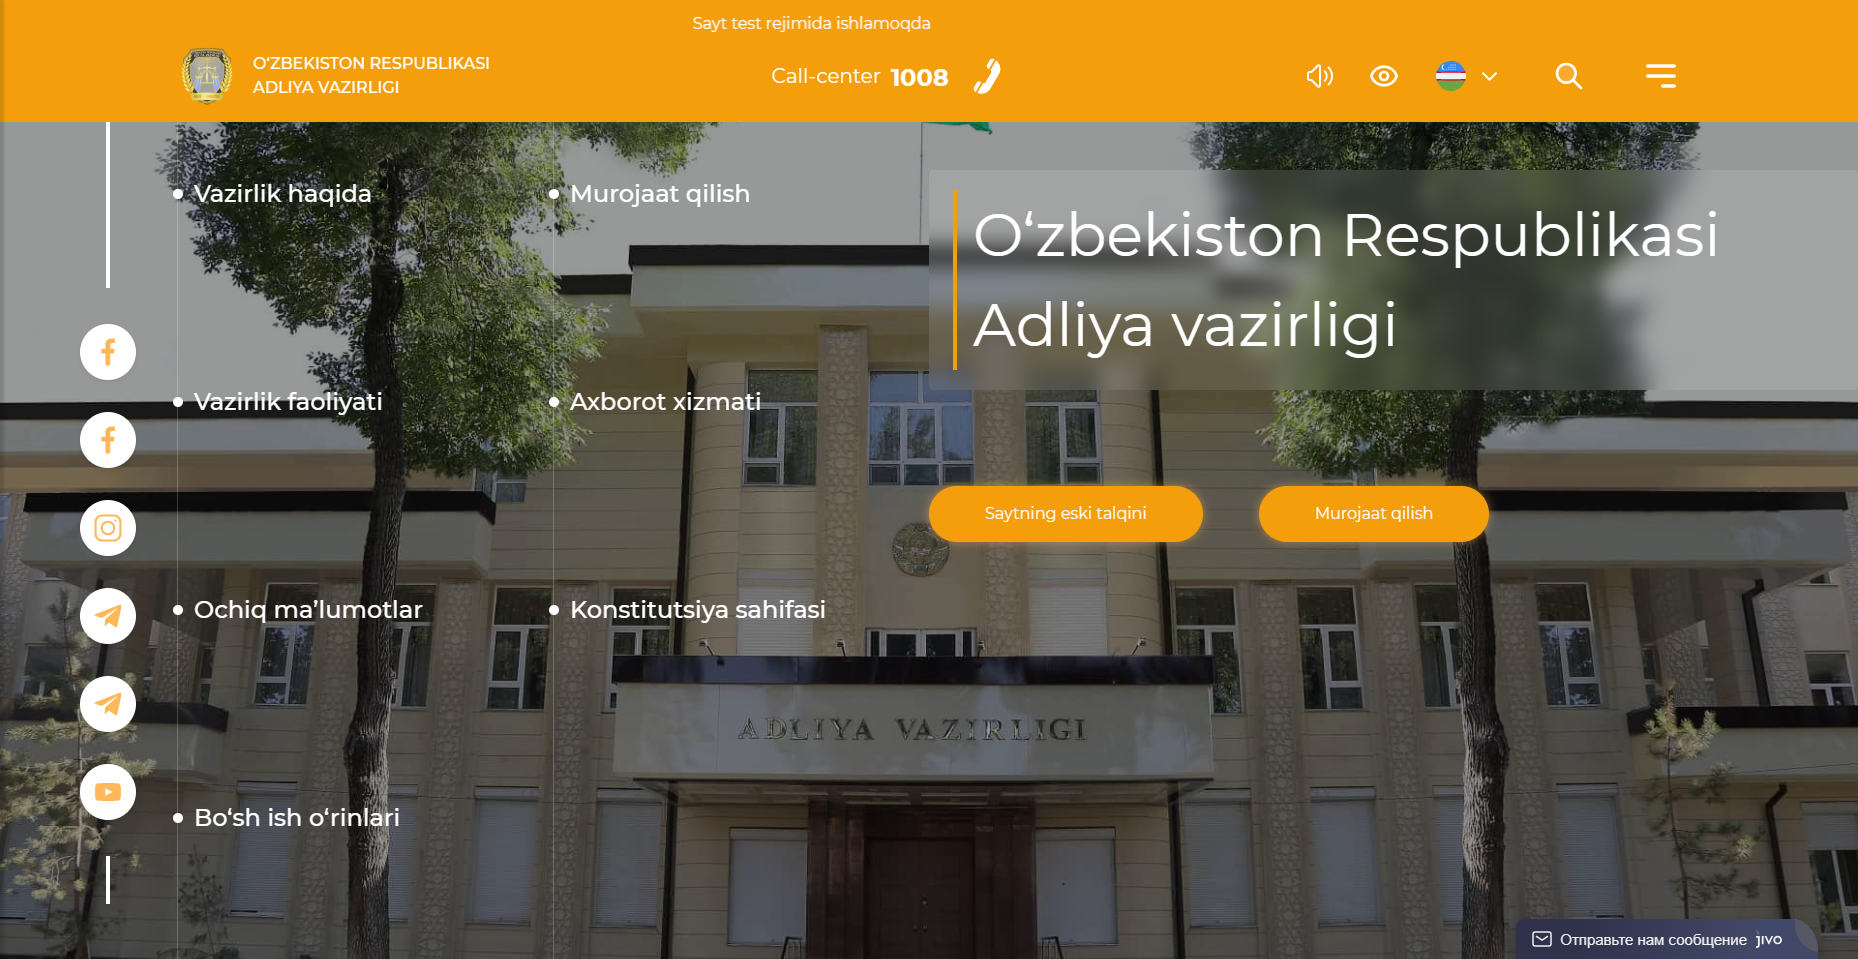 Sayt test rejimida ishlamoqda
O‘ZBEKISTON RESPUBLIKASI
ADLIYA VAZIRLIGI
Call-center 1008
Vazirlik haqida
Murojaat qilish
O‘zbekiston Respublikasi
Adliya vazirligi
Vazirlik faoliyati
Axborot xizmati
Saytning eski talqini
Murojaat qilish
Ochiq ma’lumotlar
Konstitutsiya sahifasi
ADLIYA VAZIRLIGI
Bo‘sh ish o‘rinlari
Отправьте нам сообщение jivo